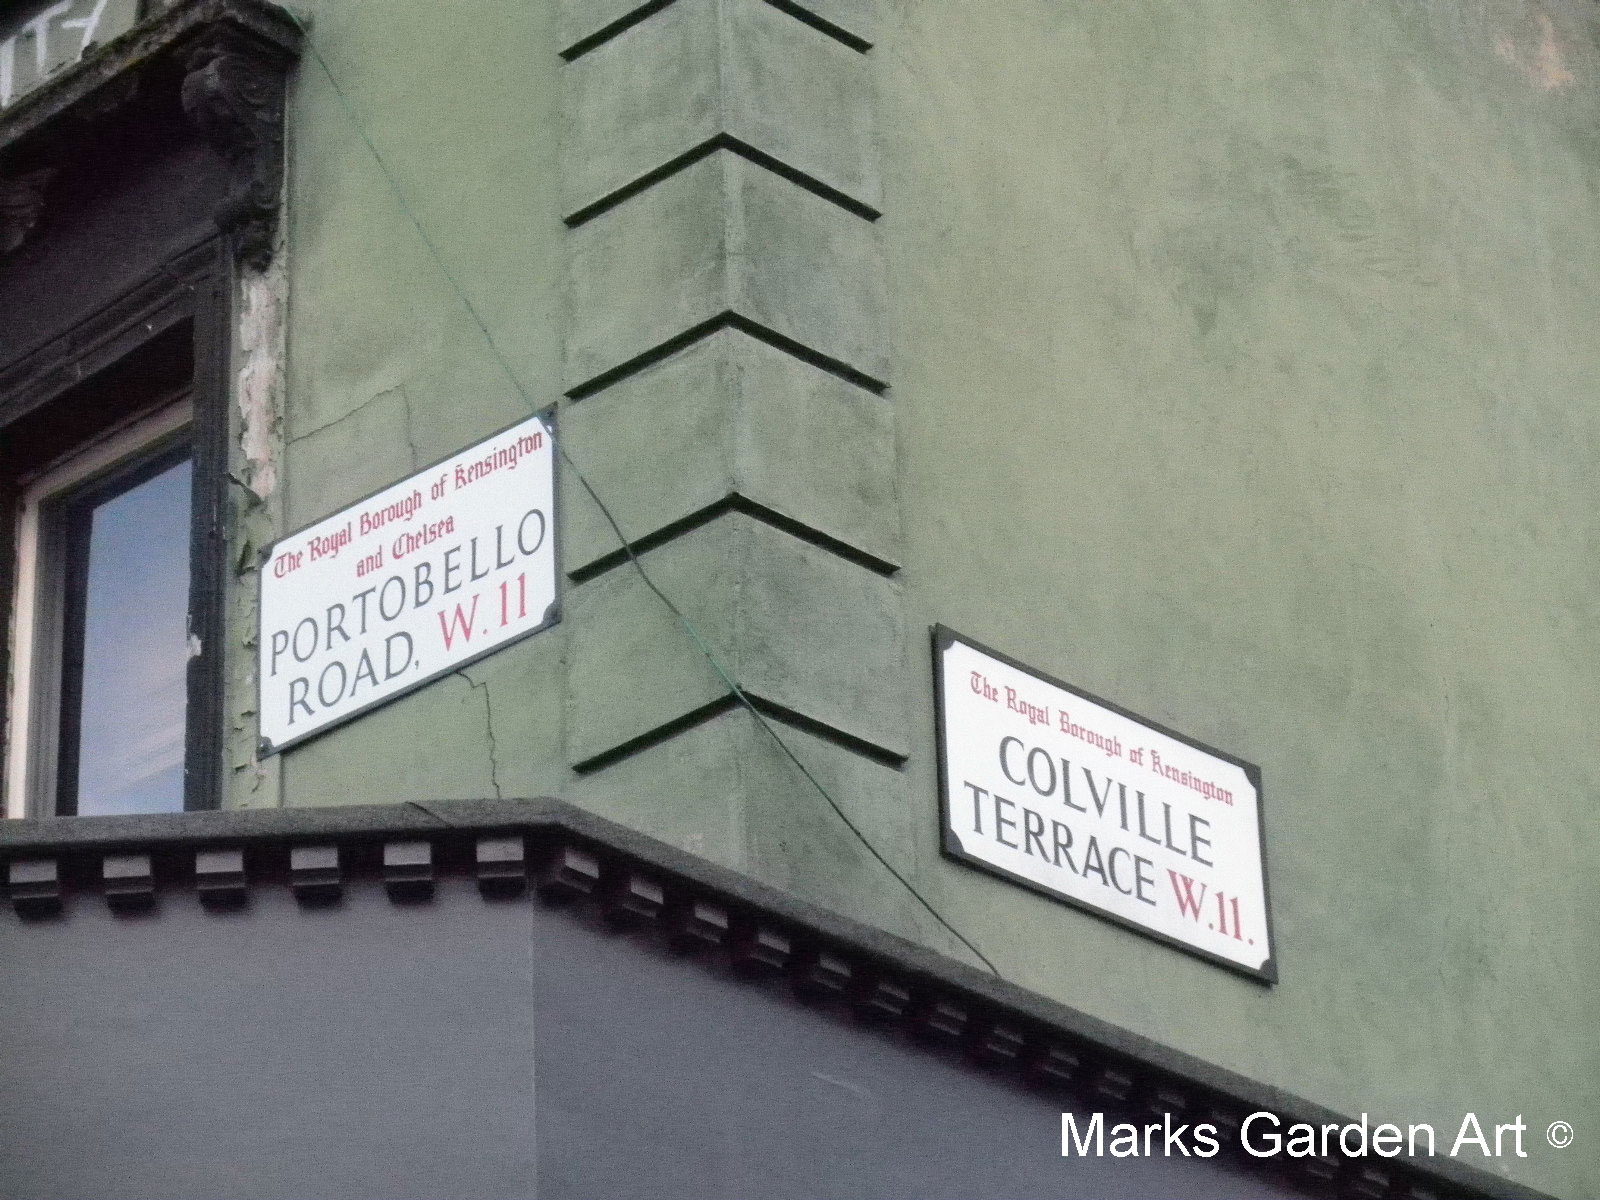 ITY
The Royal Borough of Kensington
and Chelsea
PORTOBELLO
ROAD, W.11
The Royal Borough of Kensington
COLVILLE
TERRACE W.11.
Marks Garden Art ©